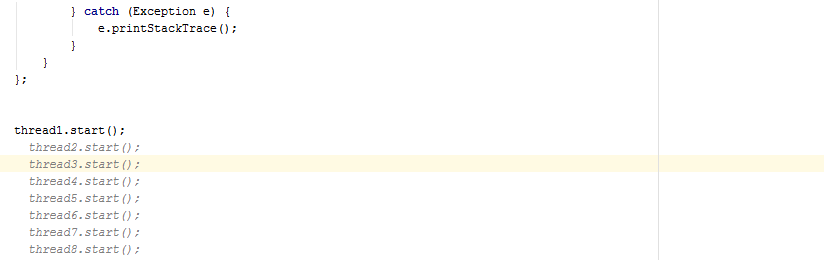 } catch (Exception e) {
e.printStackTrace();
}
}
};
thread1.start();
thread2.start();
thread3.start();
thread4.start();
thread5.start();
thread6.start();
thread7.start();
thread8.start();